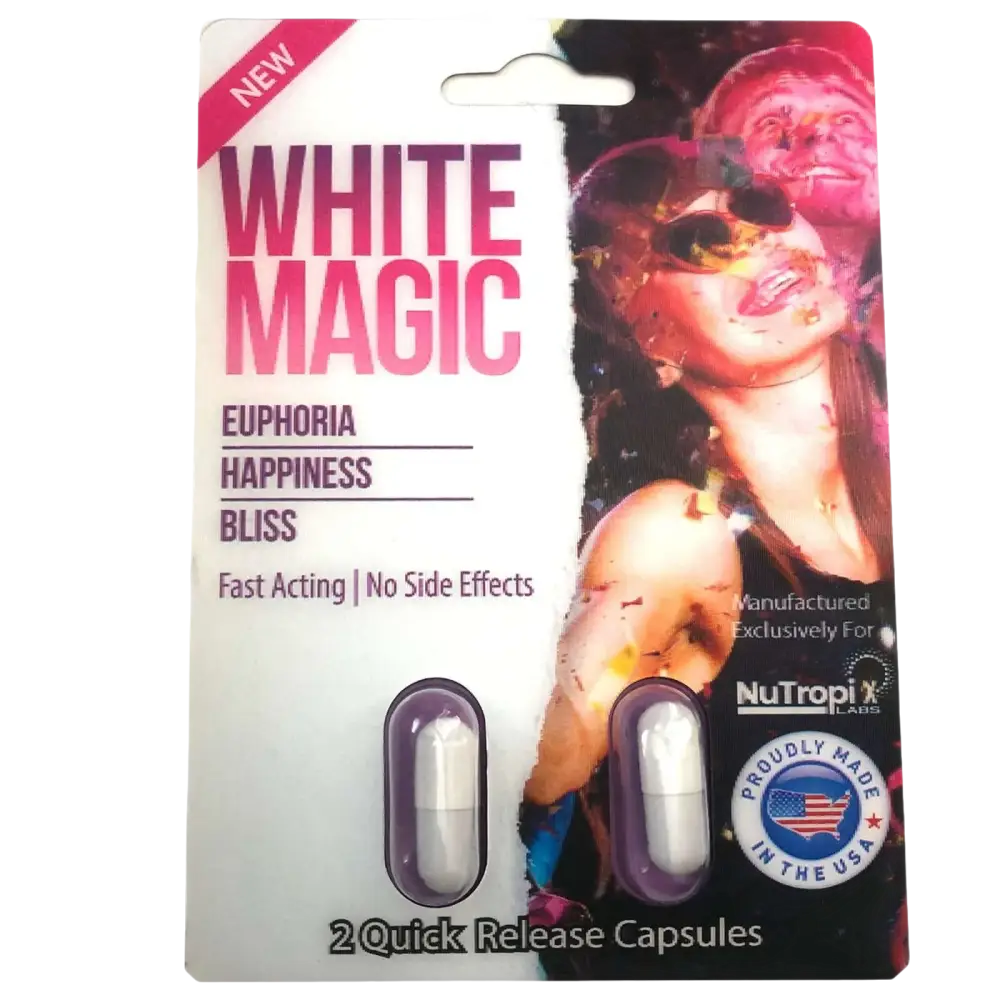 NEW
WHITE
MAGIC
EUPHORIA
HAPPINESS
BLISS
Fast Acting | No Side Effects
Manufactured
Exclusively For
NuTropix
LABS
PROUDLY MADE
IN THE USA
2 Quick Release Capsules